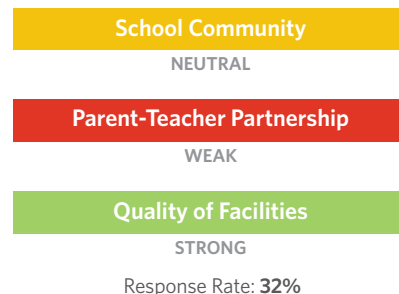 School Community
NEUTRAL
Parent-Teacher Partnership
WEAK
Quality of Facilities
STRONG
Response Rate: 32%